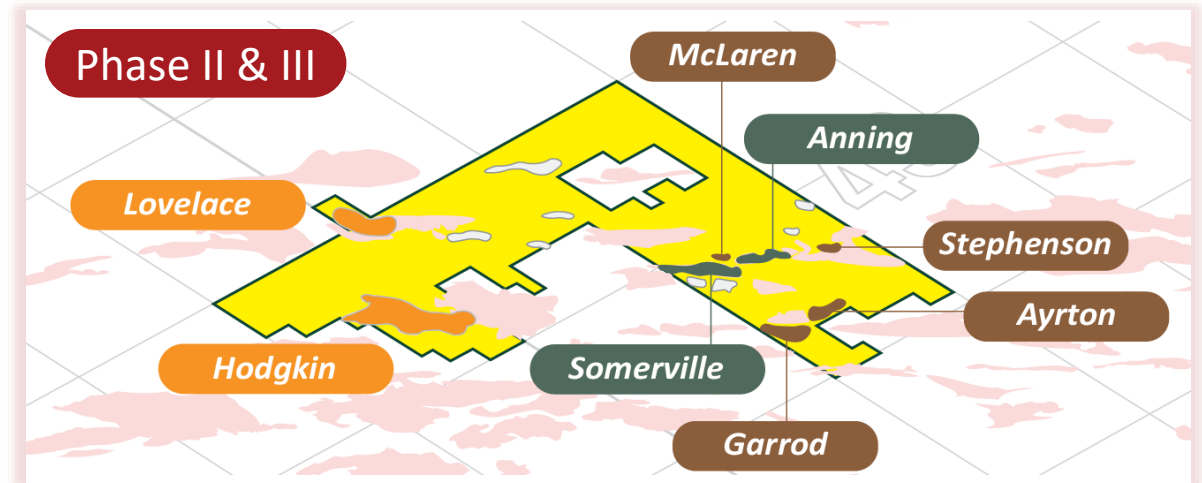 Phase II & III
McLaren
Anning
Lovelace
Stephenson
Ayrton
Hodgkin
Somerville
Garrod